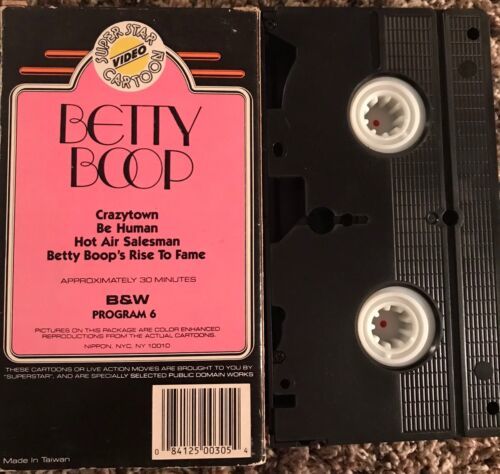 SUPER STAR
VIDEO
CARTOON
BETTY
BOOP
Crazytown
Be Human
Hot Air Salesman
Betty Boop's Rise To Fame
APPROXIMATELY 30 MINUTES
B&W
PROGRAM 6
PICTURES ON THIS PACKAGE ARE COLOR ENHANCED
REPRODUCTIONS FROM THE ACTUAL CARTOONS.
NIPPON, NYC, NY 10010
THESE CARTOONS OR LIVE ACTION MOVIES ARE BROUGHT TO YOU BY
"SUPERSTAR", AND ARE SPECIALLY SELECTED PUBLIC DOMAIN WORKS
0 84125 00305 4
Made In Taiwan